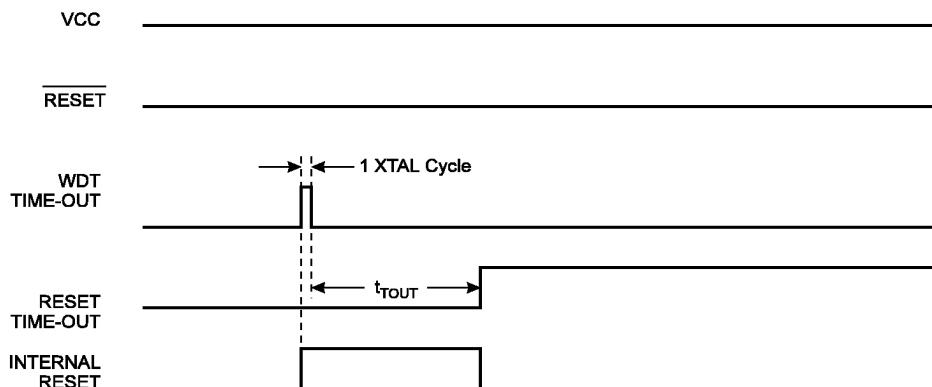 VCC
RESET
1 XTAL Cycle
WDT
TIME-OUT
tTOUT
RESET
TIME-OUT
INTERNAL
RESET